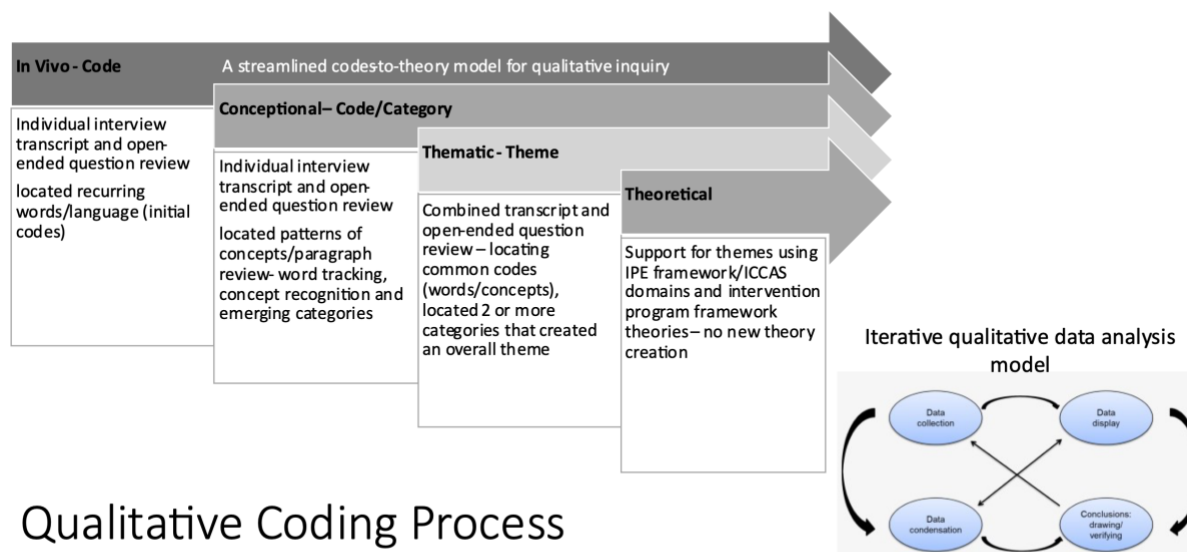 In Vivo - Code
A streamlined codes-to-theory model for qualitative inquiry
Individual interview
transcript and open-
ended question review
located recurring
words/language (initial
codes)
Conceptional– Code/Category
Individual interview
transcript and open-
ended question review
located patterns of
concepts/paragraph
review- word tracking,
concept recognition and
emerging categories
Thematic - Theme
Combined transcript and
open-ended question
review – locating
common codes
(words/concepts),
located 2 or more
categories that created
an overall theme
Theoretical
Support for themes using
IPE framework/ICCAS
domains and intervention
program framework
theories – no new theory
creation
Iterative qualitative data analysis
model
Data
collection
Data
display
Data
condensation
Conclusions:
drawing/
verifying
Qualitative Coding Process